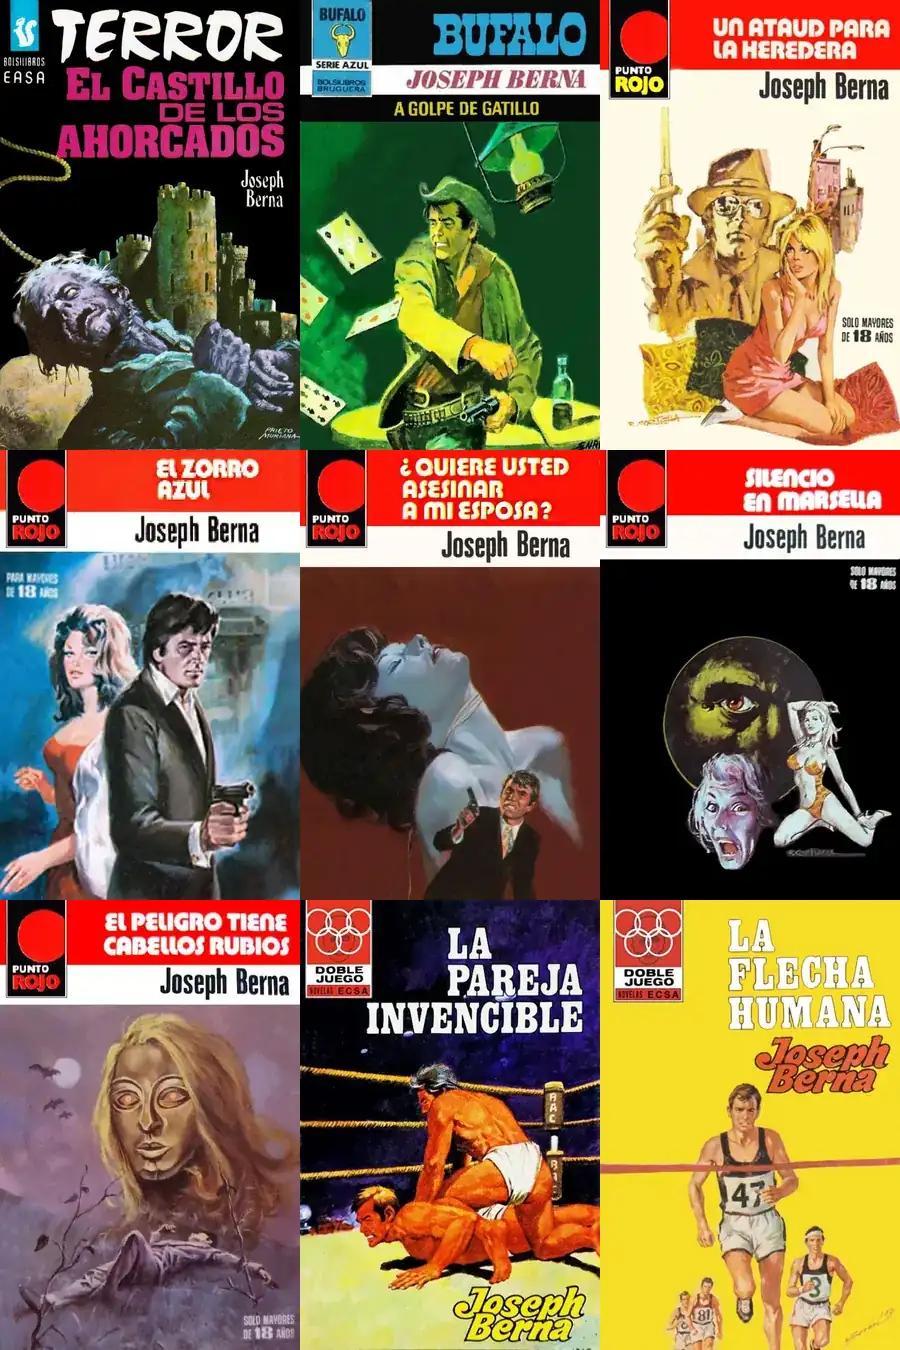 BOLSILIBROS
EASA
TERROR
EL CASTILLO
DE LOS
AHORCADOS
Joseph
Berna
PRIETO
MURIANA
BUFALO
SERIE AZUL
BOLSILIBROS
BRUGUERA
BUFALO
JOSEPH BERNA
A GOLPE DE GATILLO
PUNTO
ROJO
UN ATAUD PARA
LA HEREDERA
Joseph Berna
SOLO MAYORES
DE 18 AÑOS
PUNTO
ROJO
EL ZORRO
AZUL
Joseph Berna
PARA MAYORES
DE 18 AÑOS
PUNTO
ROJO
¿QUIERE USTED
ASESINAR
A MI ESPOSA?
Joseph Berna
PUNTO
ROJO
SILENCIO
EN MARSELLA
Joseph Berna
SOLO MAYORES
DE 18 AÑOS
PUNTO
ROJO
EL PELIGRO TIENE
CABELLOS RUBIOS
Joseph Berna
SOLO MAYORES
DE 18 AÑOS
DOBLE
JUEGO
NOVELAS ECSA
LA
PAREJA
INVENCIBLE
Joseph
Berna
DOBLE
JUEGO
NOVELAS ECSA
LA
FLECHA
HUMANA
Joseph
Berna
47
3
81